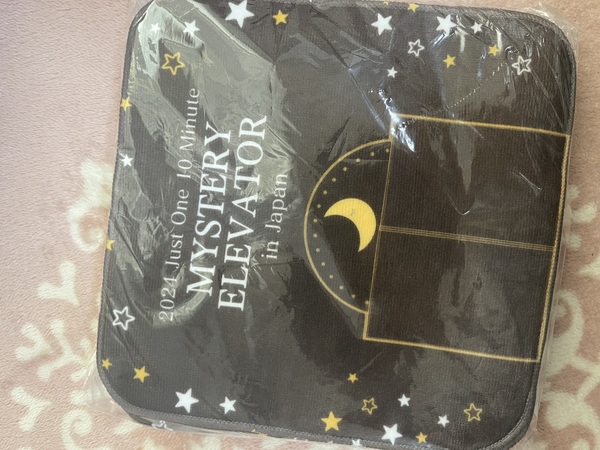 2024 Just One 10 Minute
MYSTERY
ELEVATOR
in Japan